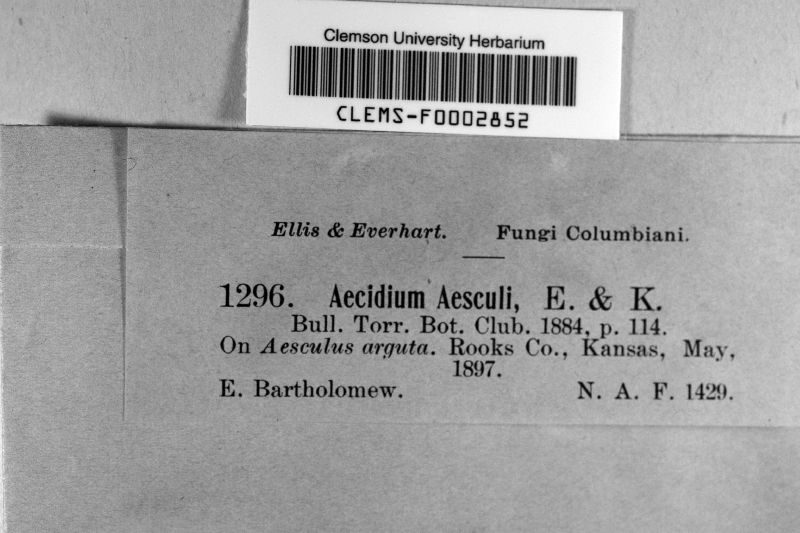 Clemson University Herbarium
CLEMS-F0002852
Ellis & Everhart. Fungi Columbiani.
1296. Aecidium Aesculi, E. & K.
Bull. Torr. Bot. Club. 1884, p. 114.
On Aesculus arguta. Rooks Co., Kansas, May,
1897.
E. Bartholomew. N. A. F. 1429.